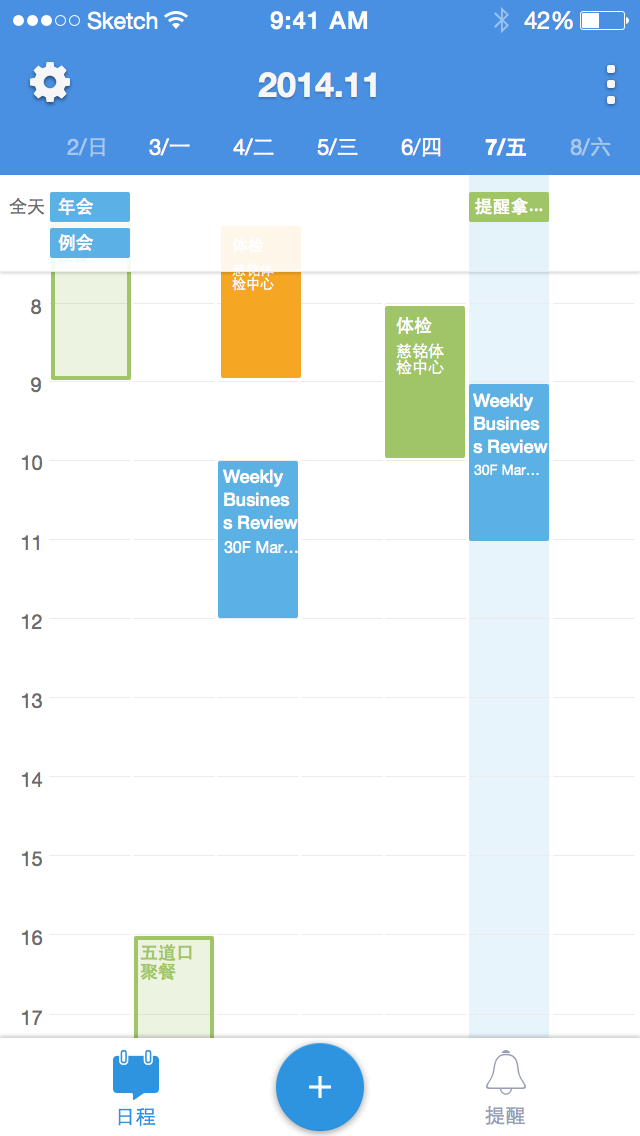 Sketch 9:41 AM 42%
2014.11
2/日 3/一 4/二 5/三 6/四 7/五 8/六
全天 年会 提醒拿...
例会
体检
慈铭体
检中心
8
体检
慈铭体
检中心
9
Weekly
Busines
s Review
30F Mar...
10
Weekly
Busines
s Review
30F Mar...
11
12
13
14
15
16
五道口
聚餐
17
+
日程 提醒